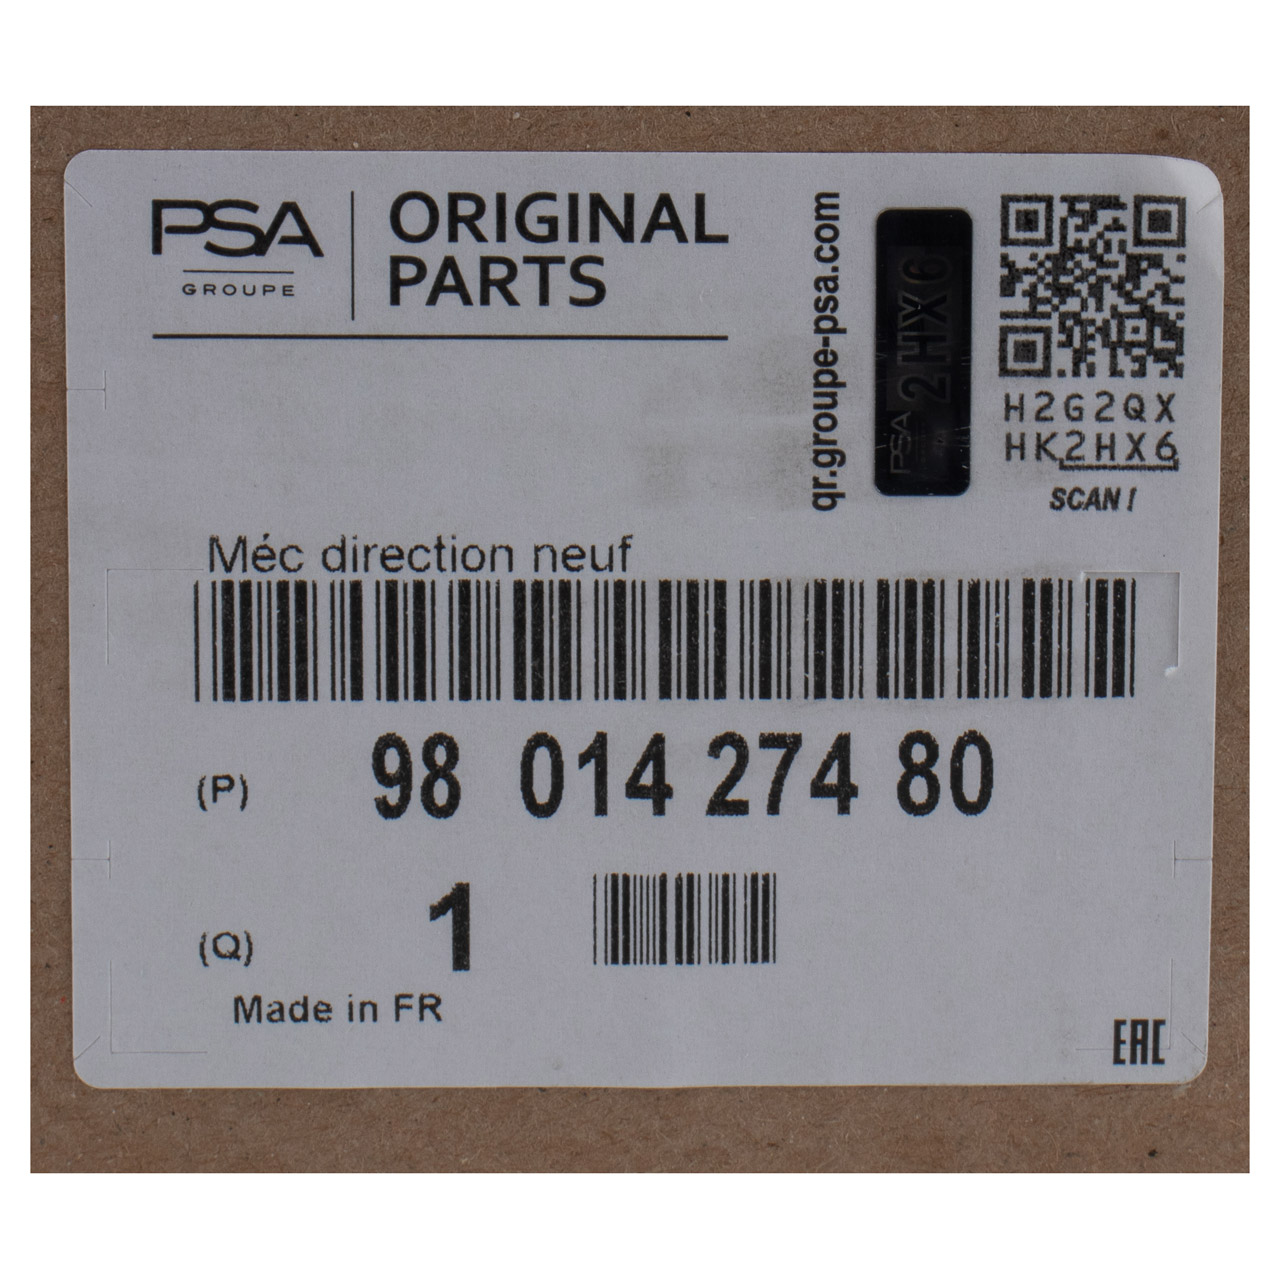 PSA
GROUPE
ORIGINAL
PARTS
qr.groupe-psa.com
PSA
2HX6
H2G2QX
HK2HX6
SCAN !
Méc direction neuf
(P) 98 014 274 80
(Q) 1
Made in FR
EAC